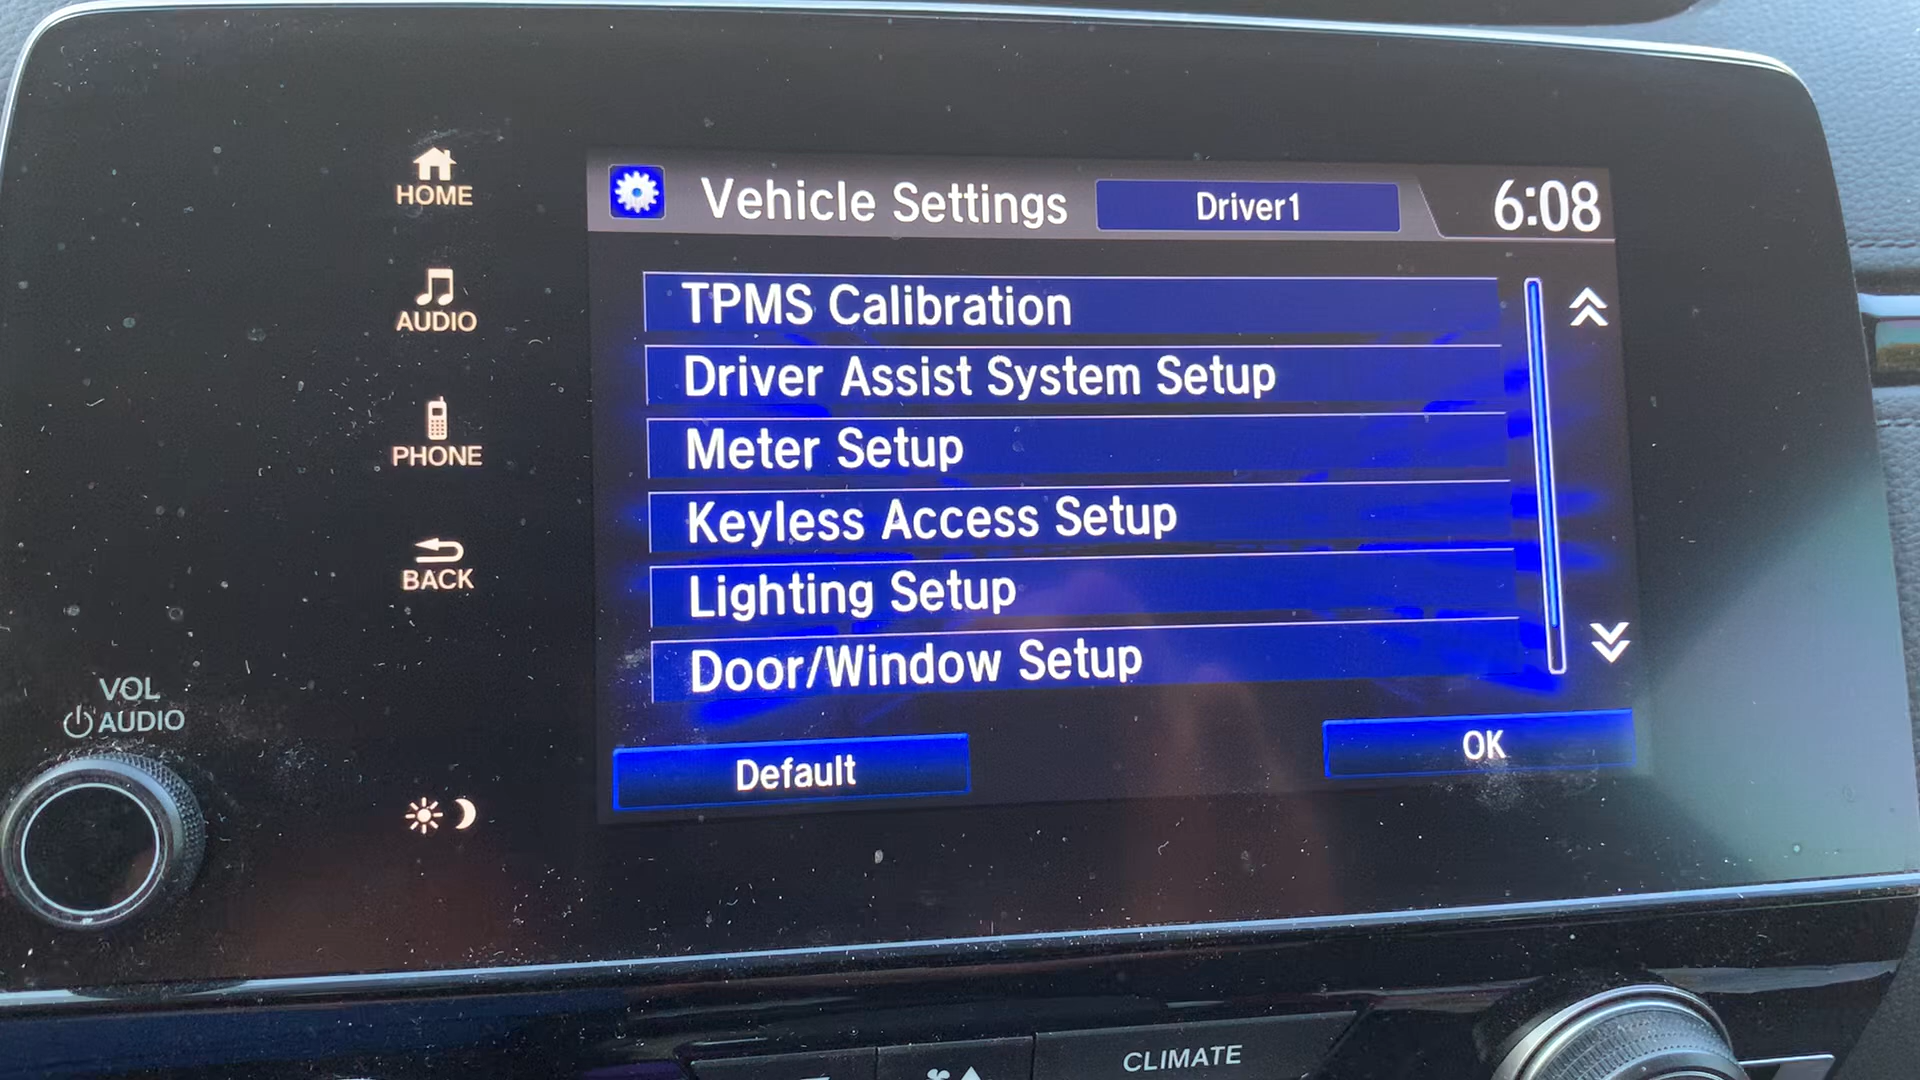 HOME
AUDIO
PHONE
BACK
VOL
AUDIO
Vehicle Settings
Driver1
6:08
TPMS Calibration
Driver Assist System Setup
Meter Setup
Keyless Access Setup
Lighting Setup
Door/Window Setup
Default
OK
CLIMATE